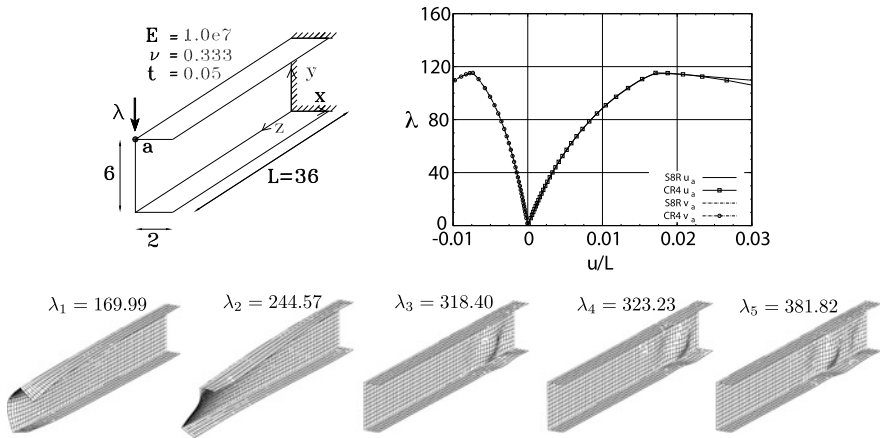 E = 1.0e7
ν = 0.333
t = 0.05
λ
a
y
x
z
6
2
L=36
160
120
80
40
0
λ
-0.01
0
0.01
0.02
0.03
u/L
S8R u a
CR4 u a
S8R v a
CR4 v a
λ₁ = 169.99
λ₂ = 244.57
λ₃ = 318.40
λ₄ = 323.23
λ₅ = 381.82